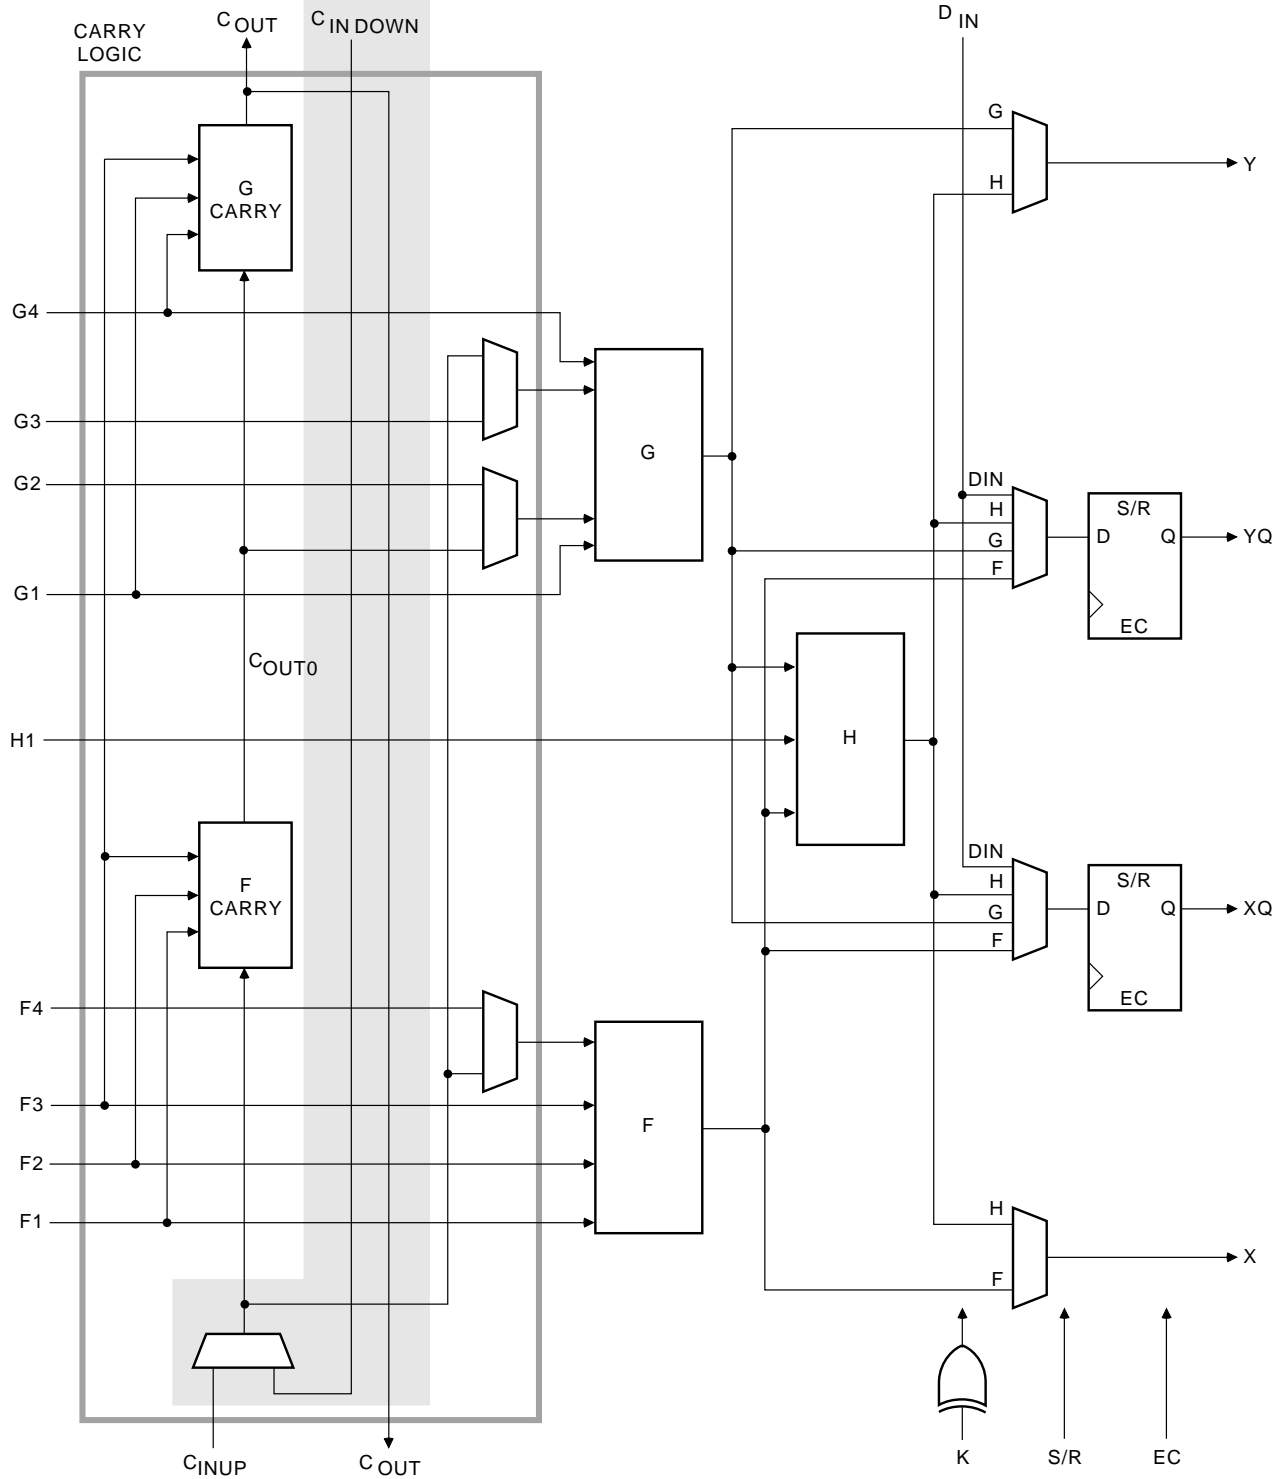 CARRY
LOGIC
C OUT
C IN DOWN
D IN
G
CARRY
G
H
Y
G4
G3
G2
G1
G
DIN
H
G
F
S/R
D
Q
EC
YQ
C OUT0
H1
H
F
CARRY
DIN
H
G
F
S/R
D
Q
EC
XQ
F4
F3
F2
F1
F
H
F
X
C INUP
C OUT
K
S/R
EC